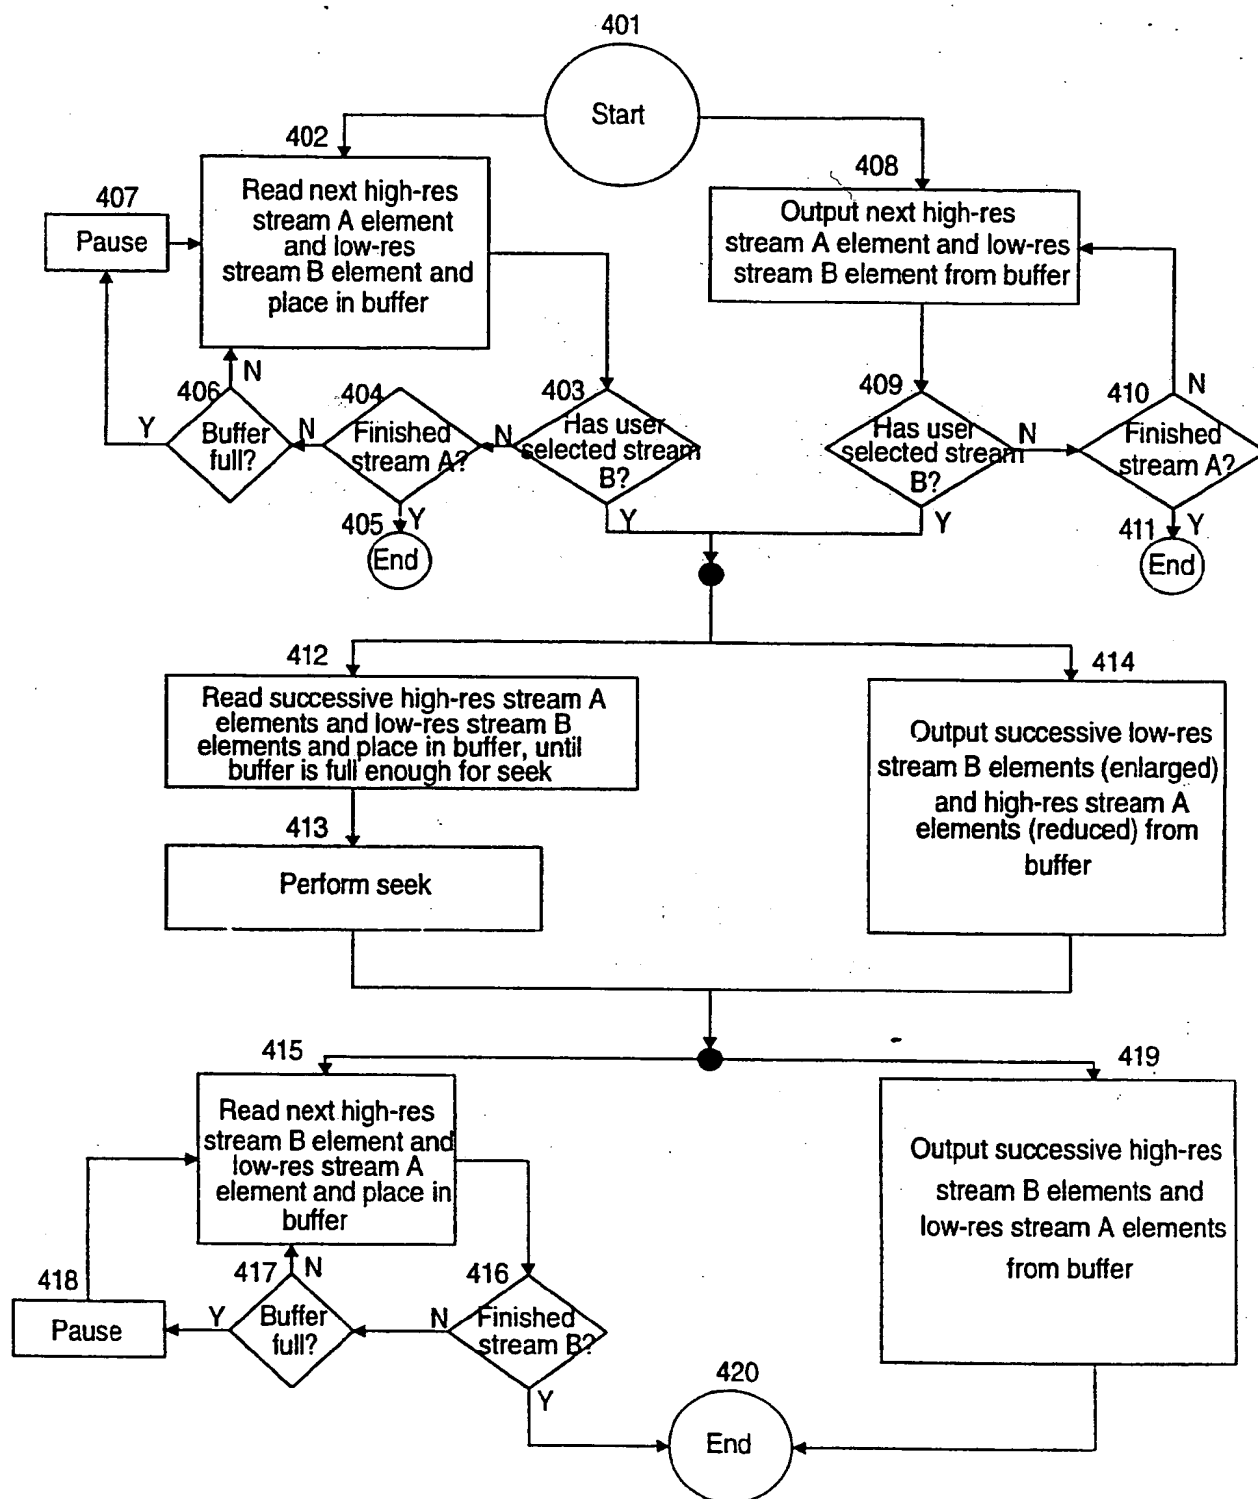 401
Start
402
Read next high-res
stream A element
and low-res
stream B element and
place in buffer
407
Pause
408
Output next high-res
stream A element and low-res
stream B element from buffer
406
N
Buffer
full?
Y
404
N
Finished
stream A?
Y
405
End
403
N
Has user
selected stream
B?
Y
409
Has user
selected stream
B?
N
Y
410
N
Finished
stream A?
411
Y
End
412
Read successive high-res stream A
elements and low-res stream B
elements and place in buffer, until
buffer is full enough for seek
413
Perform seek
414
Output successive low-res
stream B elements (enlarged)
and high-res stream A
elements (reduced) from
buffer
415
Read next high-res
stream B element and
low-res stream A
element and place in
buffer
419
Output successive high-res
stream B elements and
low-res stream A elements
from buffer
418
Pause
417
N
Y
Buffer
full?
416
N
Finished
stream B?
Y
420
End